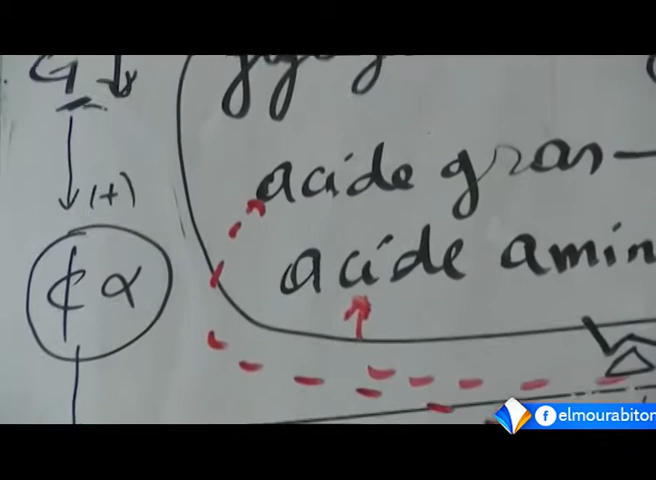 G ↓
(+)
¢ α
acide gras
acide amin
elmourabiton